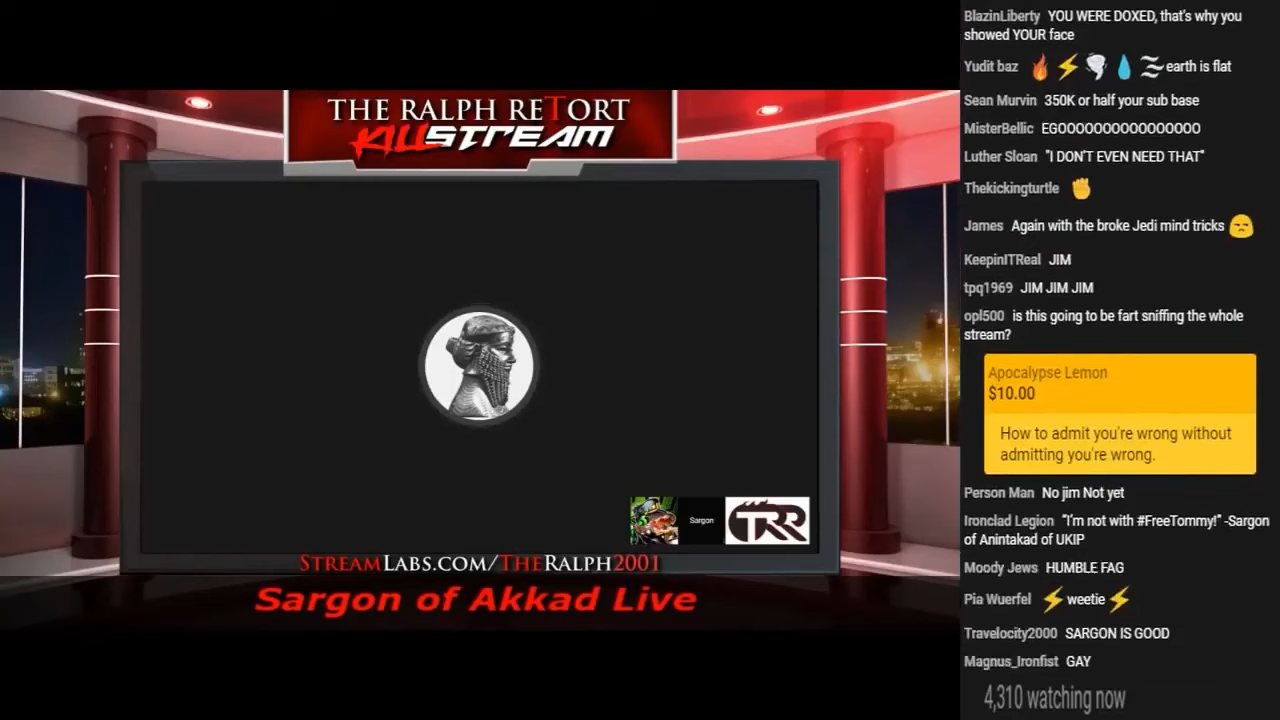 THE RALPH RETORT
KILLSTREAM
Sargon
TRR
STREAMLABS.COM/THERALPH2001
Sargon of Akkad Live
BlazinLiberty YOU WERE DOXED, that's why you
showed YOUR face
Yudit baz 🔥⚡🌪💧 earth is flat
Sean Murvin 350K or half your sub base
MisterBellic EGOOOOOOOOOOOOOOOO
Luther Sloan "I DON'T EVEN NEED THAT"
Thekickingturtle ✊
James Again with the broke Jedi mind tricks 😒
KeepinITReal JIM
tpq1969 JIM JIM JIM
opl500 is this going to be fart sniffing the whole
stream?
Apocalypse Lemon
$10.00
How to admit you're wrong without
admitting you're wrong.
Person Man No jim Not yet
Ironclad Legion "I'm not with #FreeTommy!" -Sargon
of Anintakad of UKIP
Moody Jews HUMBLE FAG
Pia Wuerfel ⚡weetie⚡
Travelocity2000 SARGON IS GOOD
Magnus_Ironfist GAY
4,310 watching now